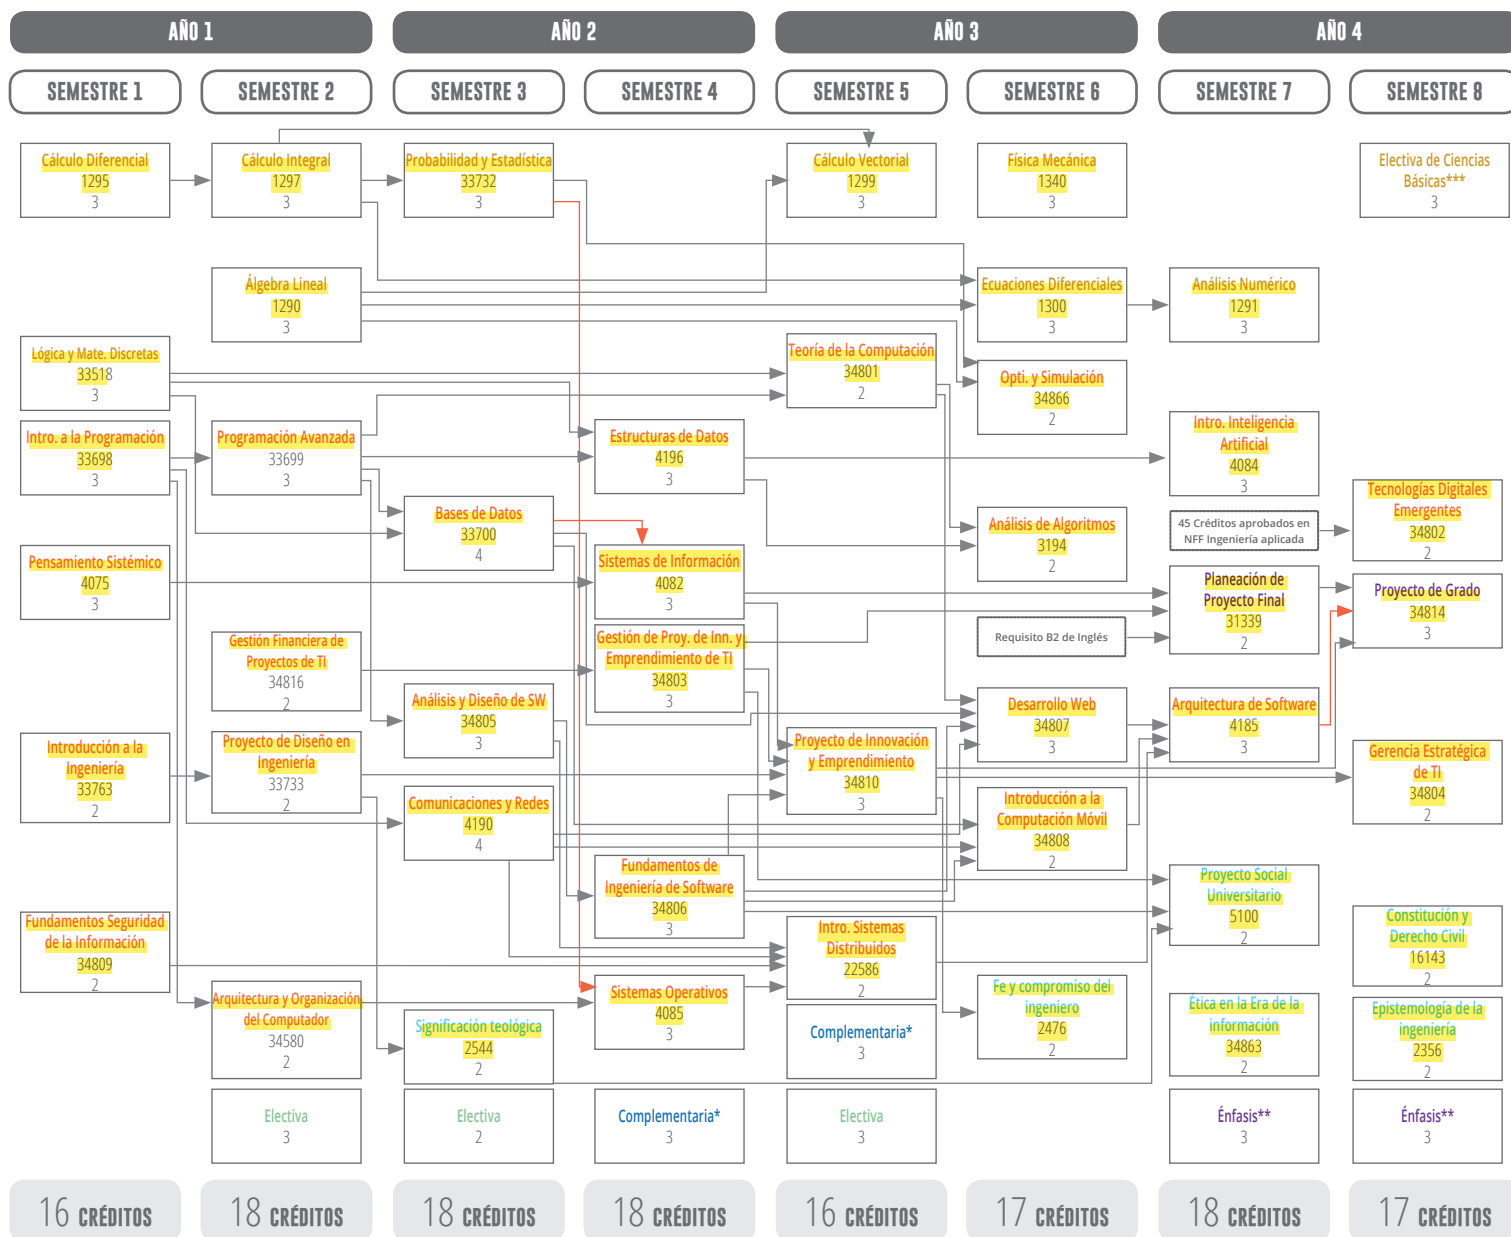 AÑO 1
AÑO 2
AÑO 3
AÑO 4
SEMESTRE 1
SEMESTRE 2
SEMESTRE 3
SEMESTRE 4
SEMESTRE 5
SEMESTRE 6
SEMESTRE 7
SEMESTRE 8
Cálculo Diferencial
1295
3
Lógica y Mate. Discretas
33518
3
Intro. a la Programación
33698
3
Pensamiento Sistémico
4075
3
Introducción a la
Ingeniería
33763
2
Fundamentos Seguridad
de la Información
34809
2
16 CRÉDITOS
Cálculo Integral
1297
3
Álgebra Lineal
1290
3
Programación Avanzada
33699
3
Gestión Financiera de
Proyectos de TI
34816
2
Proyecto de Diseño en
Ingeniería
33733
2
Arquitectura y Organización
del Computador
34580
2
Electiva
3
18 CRÉDITOS
Probabilidad y Estadística
33732
3
Bases de Datos
33700
4
Análisis y Diseño de SW
34805
3
Comunicaciones y Redes
4190
4
Significación teológica
2544
2
Electiva
2
18 CRÉDITOS
Estructuras de Datos
4196
3
Sistemas de Información
4082
3
Gestión de Proy. de Inn. y
Emprendimiento de TI
34803
3
Fundamentos de
Ingeniería de Software
34806
3
Sistemas Operativos
4085
3
Complementaria*
3
18 CRÉDITOS
Cálculo Vectorial
1299
3
Teoría de la Computación
34801
2
Proyecto de Innovación
y Emprendimiento
34810
3
Intro. Sistemas
Distribuidos
22586
2
Complementaria*
3
Electiva
3
16 CRÉDITOS
Física Mecánica
1340
3
Ecuaciones Diferenciales
1300
3
Opti. y Simulación
34866
2
Análisis de Algoritmos
3194
2
Requisito B2 de Inglés
Desarrollo Web
34807
3
Introducción a la
Computación Móvil
34808
2
Fe y compromiso del
ingeniero
2476
2
17 CRÉDITOS
Análisis Numérico
1291
3
Intro. Inteligencia
Artificial
4084
3
45 Créditos aprobados en
NFF Ingeniería aplicada
Planeación de
Proyecto Final
31339
2
Arquitectura de Software
4185
3
Proyecto Social
Universitario
5100
2
Ética en la Era de la
información
34863
2
Énfasis**
3
18 CRÉDITOS
Electiva de Ciencias
Básicas***
3
Tecnologías Digitales
Emergentes
34802
2
Proyecto de Grado
34814
3
Gerencia Estratégica
de TI
34804
2
Constitución y
Derecho Civil
16143
2
Epistemología de la
ingeniería
2356
2
Énfasis**
3
17 CRÉDITOS